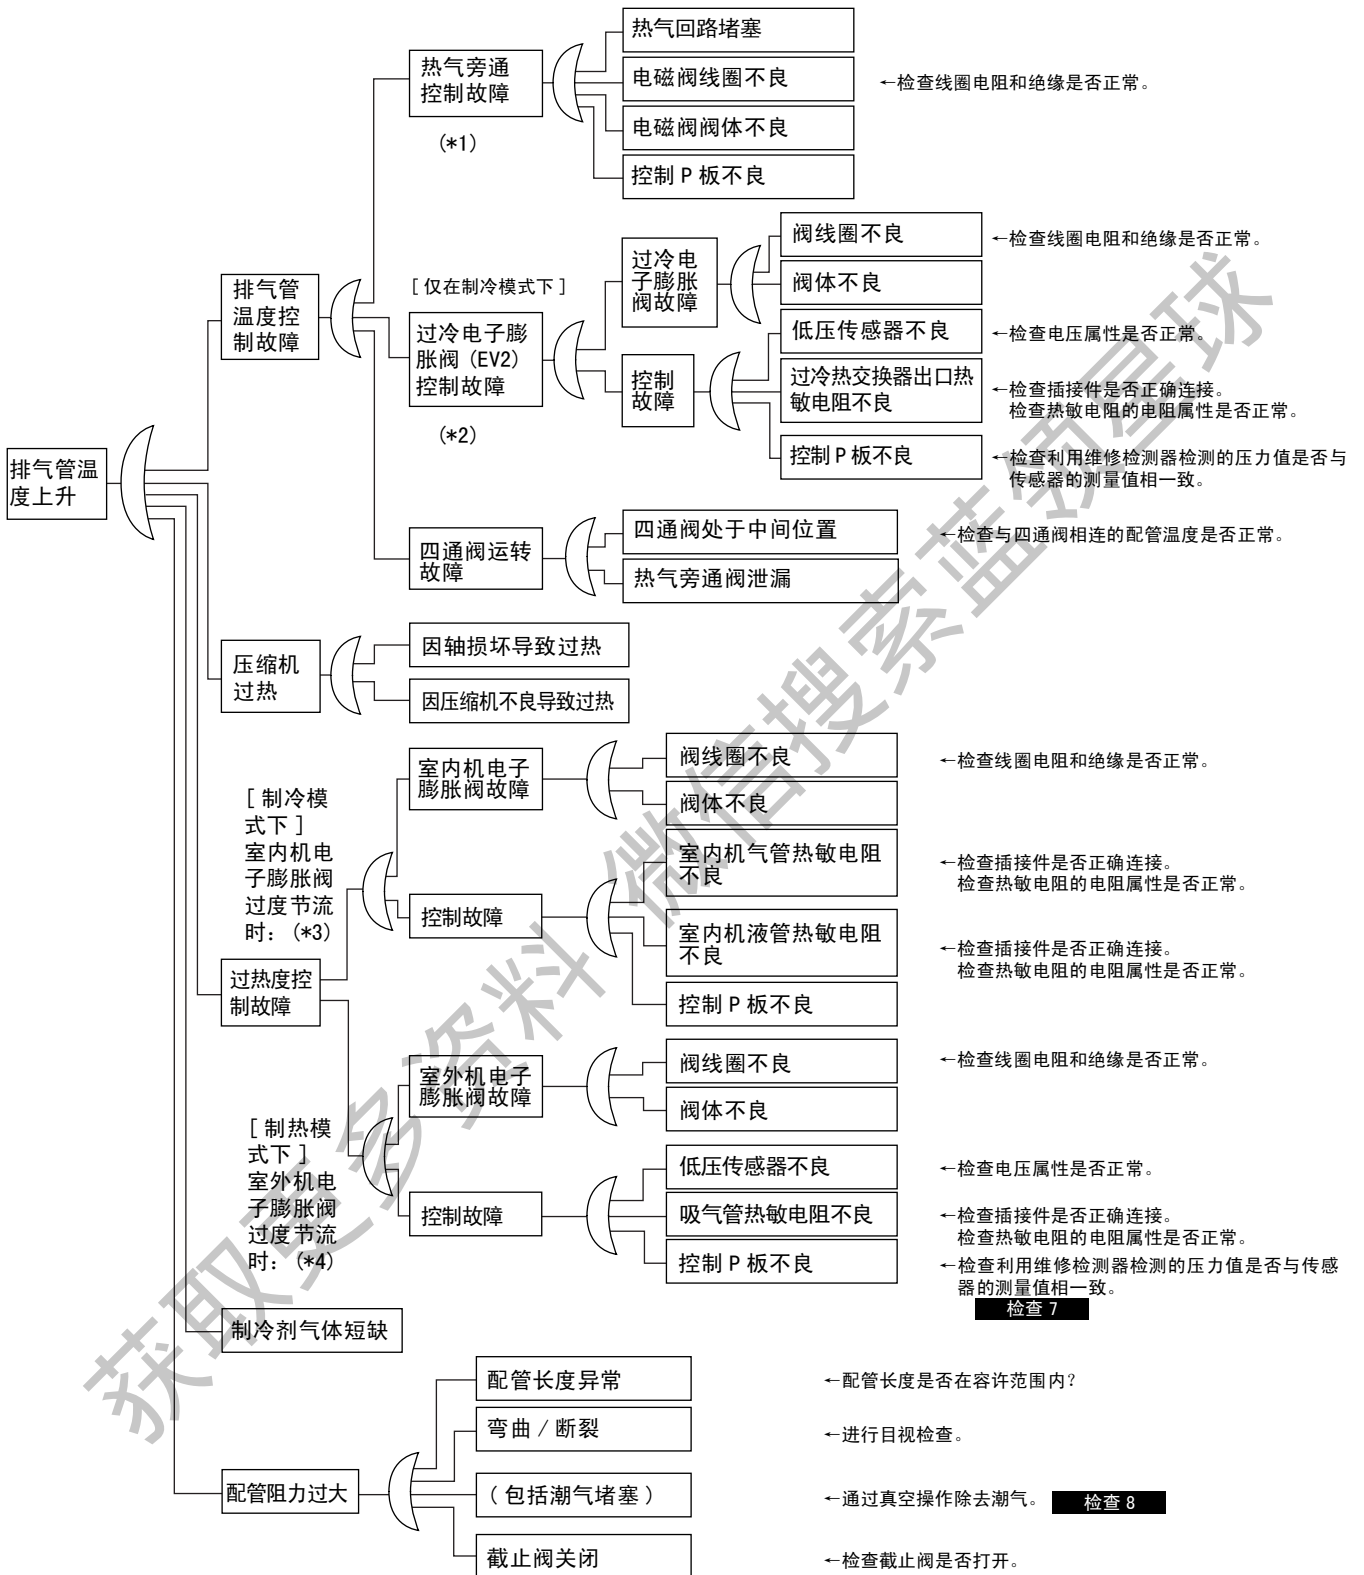 热气回路堵塞
热气旁通
控制故障
(*1)
电磁阀线圈不良
←检查线圈电阻和绝缘是否正常。
电磁阀阀体不良
控制 P 板不良
排气管
温度控
制故障
[ 仅在制冷模式下 ]
过冷电子膨
胀阀 (EV2)
控制故障
(*2)
过冷电
子膨胀
阀故障
阀线圈不良
←检查线圈电阻和绝缘是否正常。
阀体不良
控制
故障
低压传感器不良
←检查电压属性是否正常。
过冷热交换器出口热
敏电阻不良
←检查插接件是否正确连接。
检查热敏电阻的电阻属性是否正常。
控制 P 板不良
←检查利用维修检测器检测的压力值是否与
传感器的测量值相一致。
排气管温
度上升
四通阀运转
故障
四通阀处于中间位置
←检查与四通阀相连的配管温度是否正常。
热气旁通阀泄漏
压缩机
过热
因轴损坏导致过热
因压缩机不良导致过热
过热度控
制故障
[ 制冷模
式下 ]
室内机电
子膨胀阀
过度节流
时： (*3)
室内机电子
膨胀阀故障
阀线圈不良
←检查线圈电阻和绝缘是否正常。
阀体不良
控制故障
室内机气管热敏电阻
不良
←检查插接件是否正确连接。
检查热敏电阻的电阻属性是否正常。
室内机液管热敏电阻
不良
←检查插接件是否正确连接。
检查热敏电阻的电阻属性是否正常。
控制 P 板不良
[ 制热模
式下 ]
室外机电
子膨胀阀
过度节流
时： (*4)
室外机电子
膨胀阀故障
阀线圈不良
←检查线圈电阻和绝缘是否正常。
阀体不良
控制故障
低压传感器不良
←检查电压属性是否正常。
吸气管热敏电阻不良
←检查插接件是否正确连接。
检查热敏电阻的电阻属性是否正常。
控制 P 板不良
←检查利用维修检测器检测的压力值是否与传感
器的测量值相一致。
检查 7
制冷剂气体短缺
配管阻力过大
配管长度异常
←配管长度是否在容许范围内？
弯曲 / 断裂
←进行目视检查。
( 包括潮气堵塞 )
←通过真空操作除去潮气。 检查 8
截止阀关闭
←检查截止阀是否打开。
获取更多资料 微信搜索蓝领星球